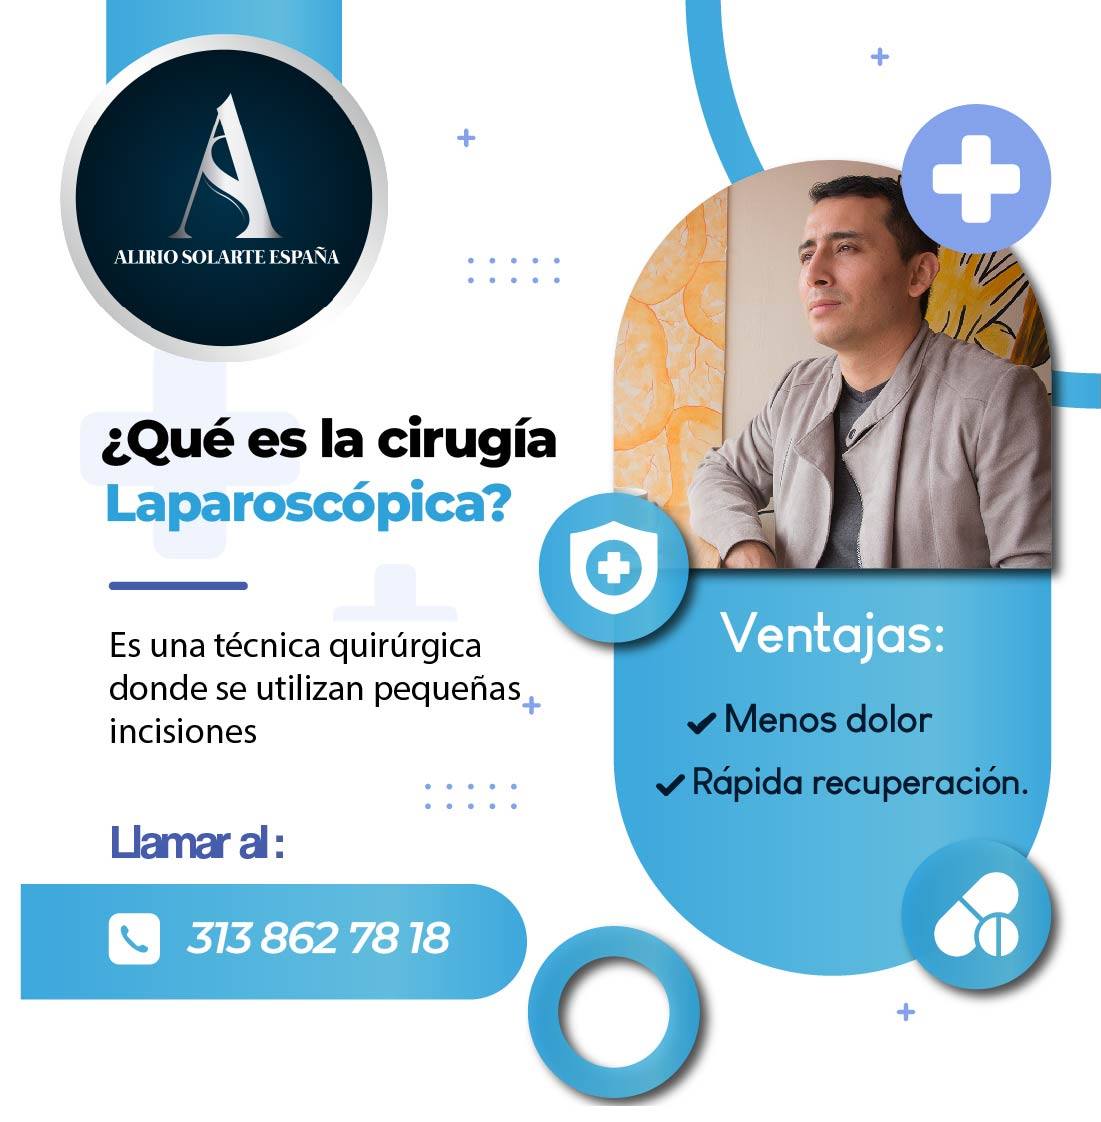 ALIRIO SOLARTE ESPAÑA
¿Qué es la cirugía
Laparoscópica?
Es una técnica quirúrgica
donde se utilizan pequeñas
incisiones
Llamar al :
313 862 78 18
Ventajas:
Menos dolor
Rápida recuperación.